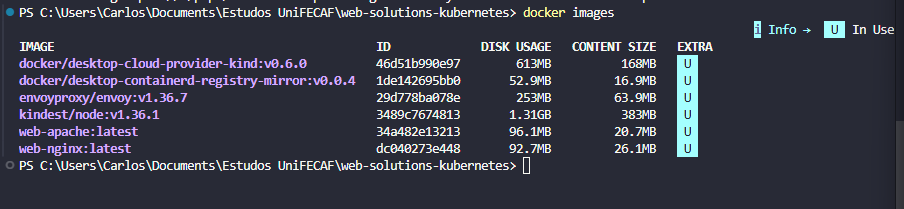 PS C:\Users\Carlos\Documents\Estudos UniFECAF\web-solutions-kubernetes> docker images
i Info → U In Use
IMAGE ID DISK USAGE CONTENT SIZE EXTRA
docker/desktop-cloud-provider-kind:v0.6.0 46d51b990e97 613MB 168MB U
docker/desktop-containerd-registry-mirror:v0.0.4 1de142695bb0 52.9MB 16.9MB U
envoyproxy/envoy:v1.36.7 29d778ba078e 253MB 63.9MB U
kindest/node:v1.36.1 3489c7674813 1.31GB 383MB U
web-apache:latest 34a482e13213 96.1MB 20.7MB U
web-nginx:latest dc040273e448 92.7MB 26.1MB U
PS C:\Users\Carlos\Documents\Estudos UniFECAF\web-solutions-kubernetes>